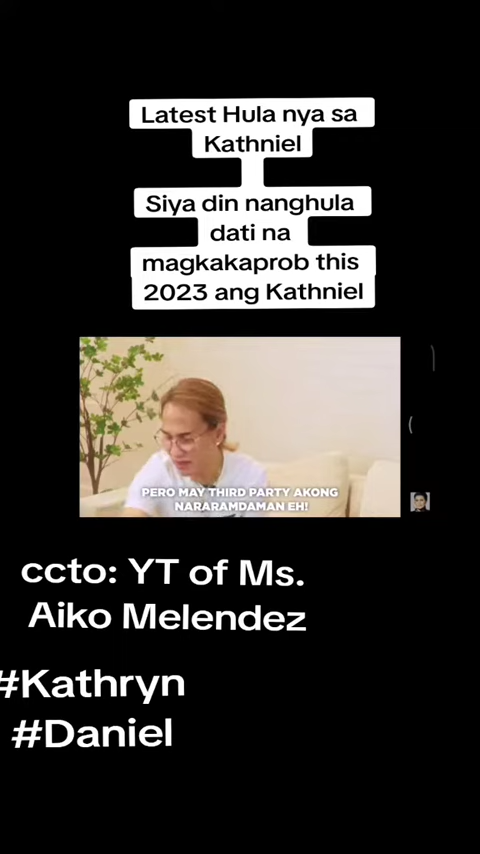 Latest Hula nya sa
Kathniel
Siya din nanghula
dati na
magkakaprob this
2023 ang Kathniel
PERO MAY THIRD PARTY AKONG
NARARAMDAMAN EH!
ccto: YT of Ms.
Aiko Melendez
#Kathryn
#Daniel